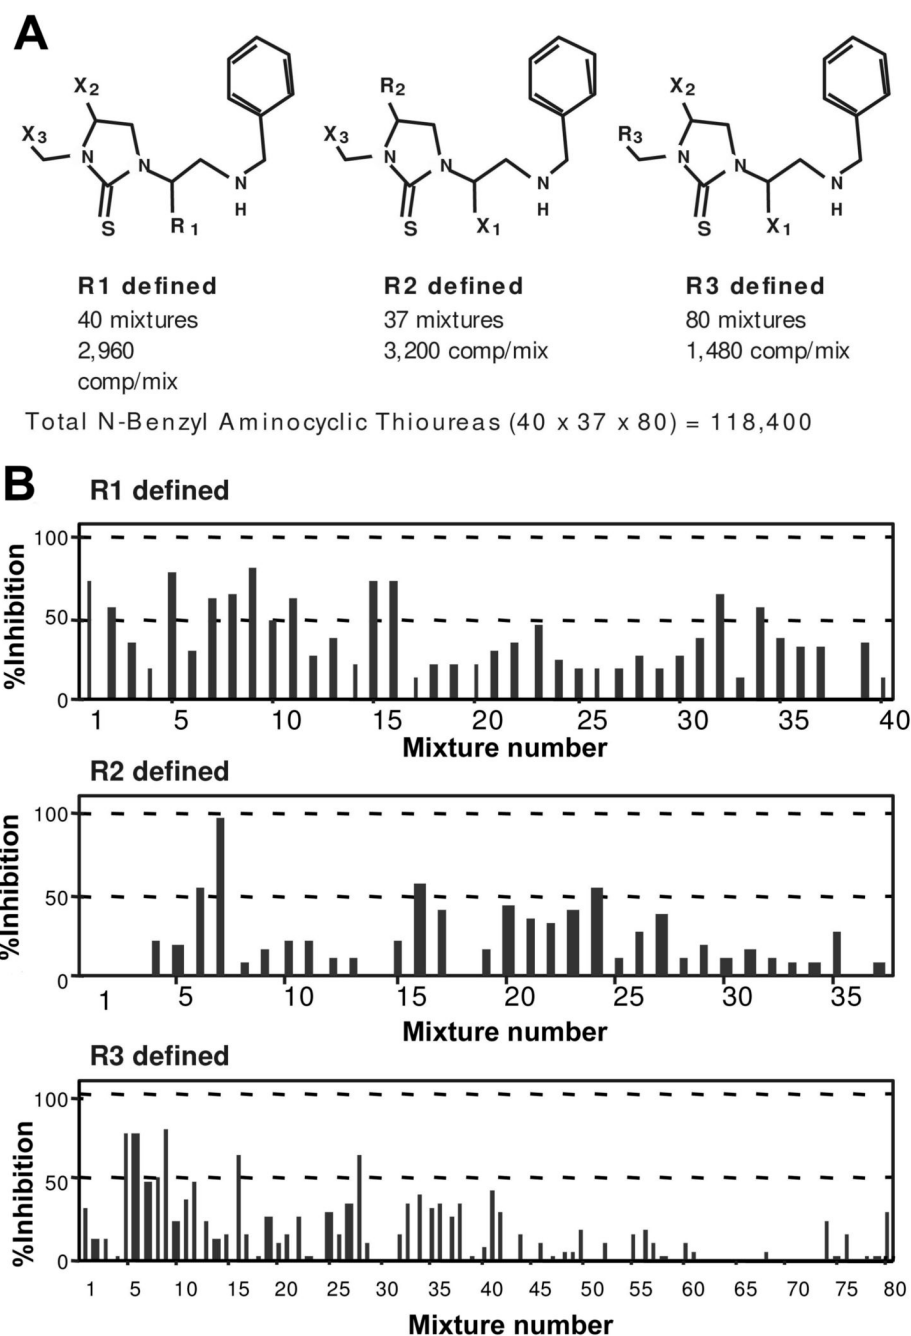 A
X2
X3
N
N
S
R 1
N
H
R2
X3
N
N
S
X1
N
H
X2
R3
N
N
S
X1
N
H
R1 defined
40 mixtures
2,960
comp/mix
R2 defined
37 mixtures
3,200 comp/mix
R3 defined
80 mixtures
1,480 comp/mix
Total N-Benzyl Aminocyclic Thioureas (40 x 37 x 80) = 118,400
B
R1 defined
%Inhibition
100
50
0
1 5 10 15 20 25 30 35 40
Mixture number
R2 defined
%Inhibition
100
50
0
1 5 10 15 20 25 30 35
Mixture number
R3 defined
%Inhibition
100
50
0
1 5 10 15 20 25 30 35 40 45 50 55 60 65 70 75 80
Mixture number